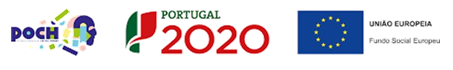 POCH
PORTUGAL
2020
UNIÃO EUROPEIA
Fundo Social Europeu